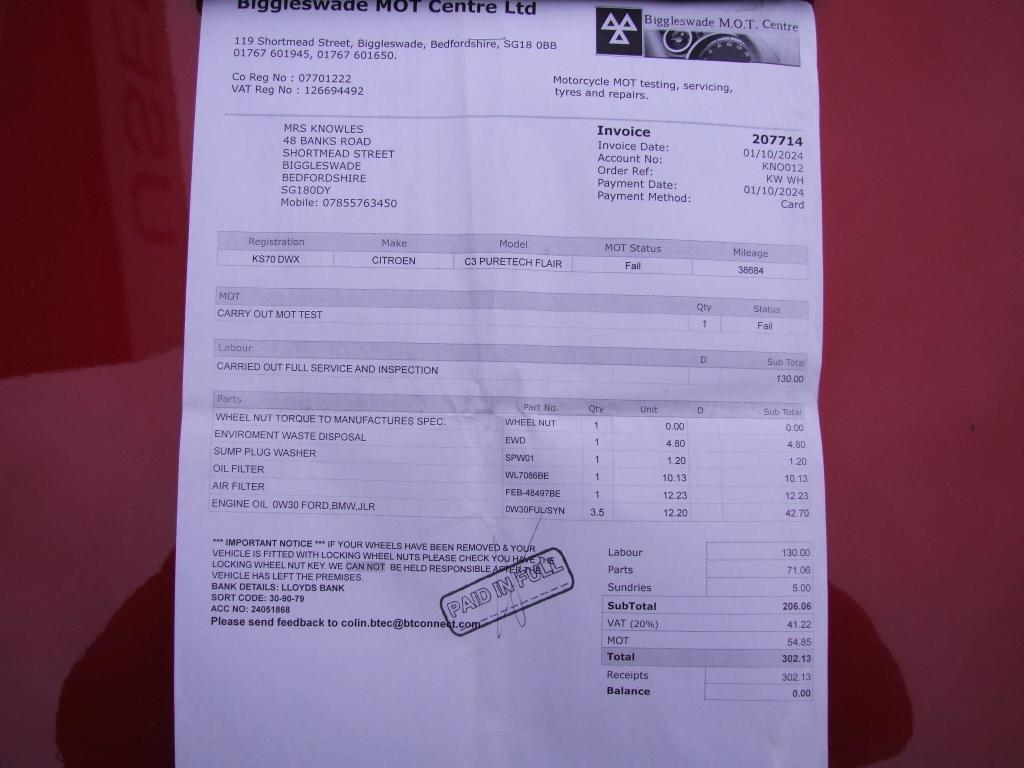 Biggleswade MOT Centre Ltd
Biggleswade M.O.T. Centre
119 Shortmead Street, Biggleswade, Bedfordshire, SG18 0BB
01767 601945, 01767 601650.
Co Reg No : 07701222
VAT Reg No : 126694492
Motorcycle MOT testing, servicing,
tyres and repairs.
MRS KNOWLES
48 BANKS ROAD
SHORTMEAD STREET
BIGGLESWADE
BEDFORDSHIRE
SG180DY
Mobile: 07855763450
Invoice 207714
Invoice Date: 01/10/2024
Account No: KNO012
Order Ref: KW WH
Payment Date: 01/10/2024
Payment Method: Card
Registration Make Model MOT Status Mileage
KS70 DWX CITROEN C3 PURETECH FLAIR Fail 38684
MOT Qty Status
CARRY OUT MOT TEST 1 Fail
Labour D Sub Total
CARRIED OUT FULL SERVICE AND INSPECTION 130.00
Parts Part No. Qty Unit D Sub Total
WHEEL NUT TORQUE TO MANUFACTURES SPEC. WHEEL NUT 1 0.00 0.00
ENVIROMENT WASTE DISPOSAL EWD 1 4.80 4.80
SUMP PLUG WASHER SPW01 1 1.20 1.20
OIL FILTER WL7086BE 1 10.13 10.13
AIR FILTER FEB-48497BE 1 12.23 12.23
ENGINE OIL 0W30 FORD,BMW,JLR 0W30FUL/SYN 3.5 12.20 42.70
*** IMPORTANT NOTICE *** IF YOUR WHEELS HAVE BEEN REMOVED & YOUR
VEHICLE IS FITTED WITH LOCKING WHEEL NUTS PLEASE CHECK YOU HAVE THE
LOCKING WHEEL NUT KEY. WE CAN NOT BE HELD RESPONSIBLE AFTER THE
VEHICLE HAS LEFT THE PREMISES.
BANK DETAILS: LLOYDS BANK
SORT CODE: 30-90-79
ACC NO: 24051868
Please send feedback to colin.btec@btconnect.com
PAID IN FULL
Labour 130.00
Parts 71.06
Sundries 5.00
SubTotal 206.06
VAT (20%) 41.22
MOT 54.85
Total 302.13
Receipts 302.13
Balance 0.00